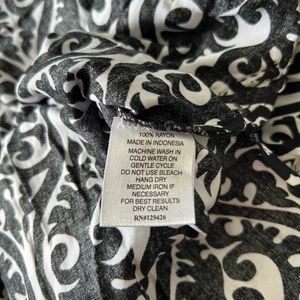 100% RAYON
MADE IN INDONESIA
MACHINE WASH IN
COLD WATER ON
GENTLE CYCLE
DO NOT USE BLEACH
HANG DRY
MEDIUM IRON IF
NECESSARY
FOR BEST RESULTS
DRY CLEAN
RN#129426